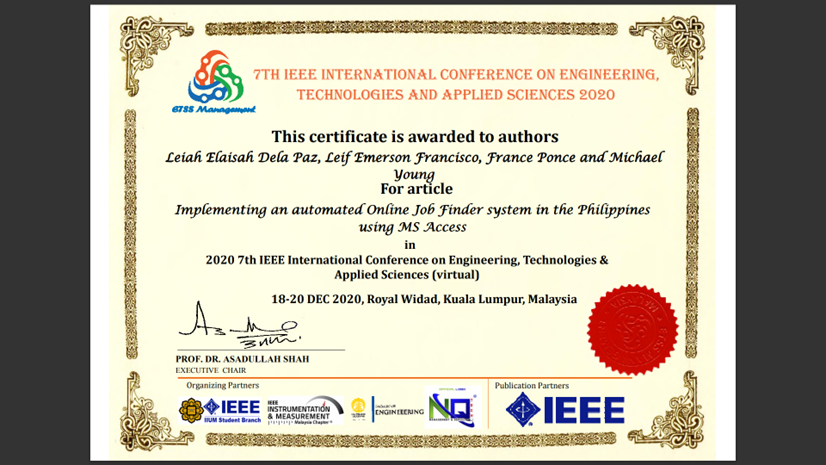 7TH IEEE INTERNATIONAL CONFERENCE ON ENGINEERING,
TECHNOLOGIES AND APPLIED SCIENCES 2020
ETSS Management
This certificate is awarded to authors
Leiah Elaisah Dela Paz, Leif Emerson Francisco, France Ponce and Michael
Young
For article
Implementing an automated Online Job Finder system in the Philippines
using MS Access
in
2020 7th IEEE International Conference on Engineering, Technologies &
Applied Sciences (virtual)
18-20 DEC 2020, Royal Widad, Kuala Lumpur, Malaysia
PROF. DR. ASADULLAH SHAH
EXECUTIVE CHAIR
Organizing Partners
Publication Partners
IEEE
IIUM Student Branch
IEEE
INSTRUMENTATION
& MEASUREMENT
Malaysia Chapter
ENGINEERING
NQ
IEEE